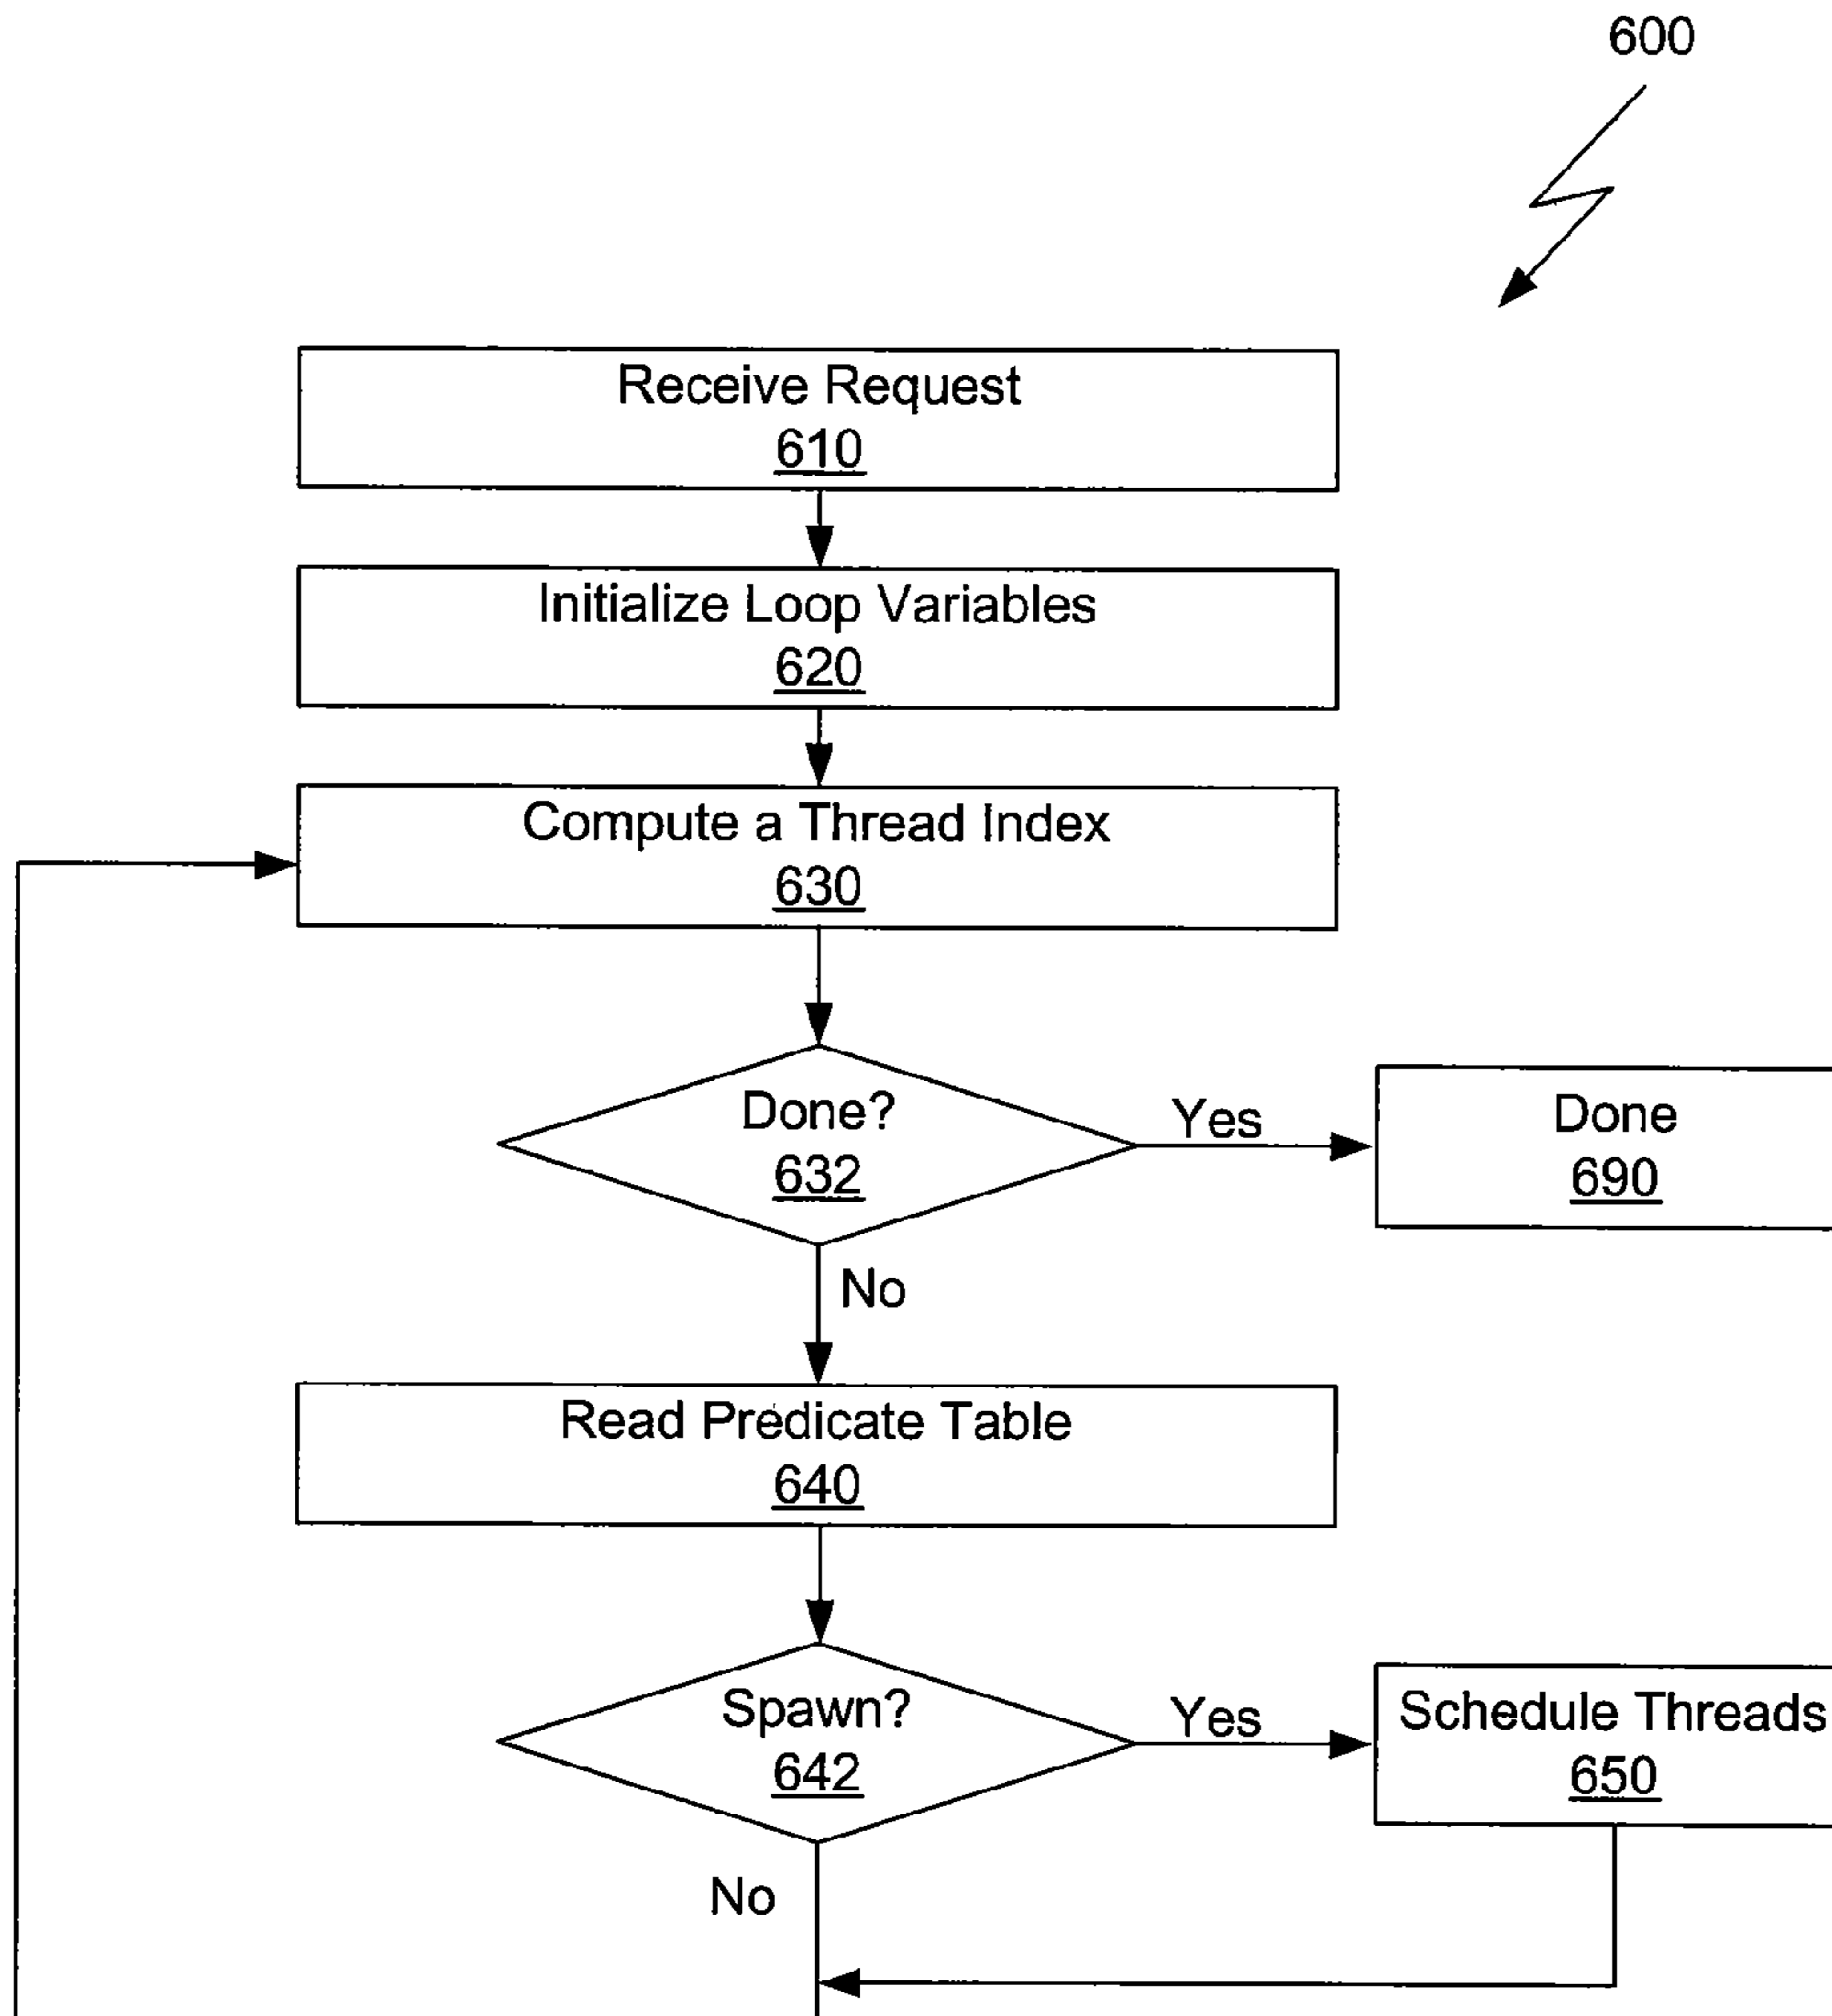 600
Receive Request
610
Initialize Loop Variables
620
Compute a Thread Index
630
Done?
632
Yes
Done
690
No
Read Predicate Table
640
Spawn?
642
Yes
Schedule Threads
650
No